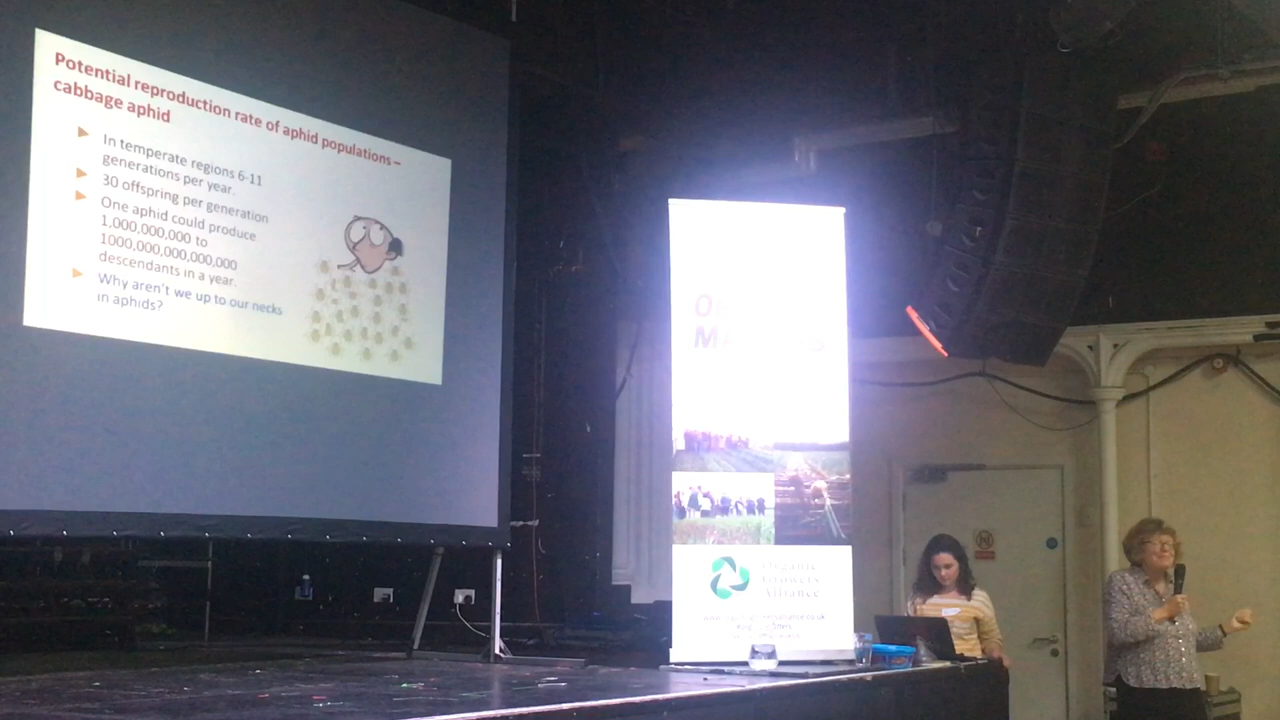 Potential reproduction rate of aphid populations –
cabbage aphid
In temperate regions 6-11
generations per year.
30 offspring per generation
One aphid could produce
1,000,000,000 to
1000,000,000,000,000
descendants in a year.
Why aren't we up to our necks
in aphids?
Organic
Growers
Alliance